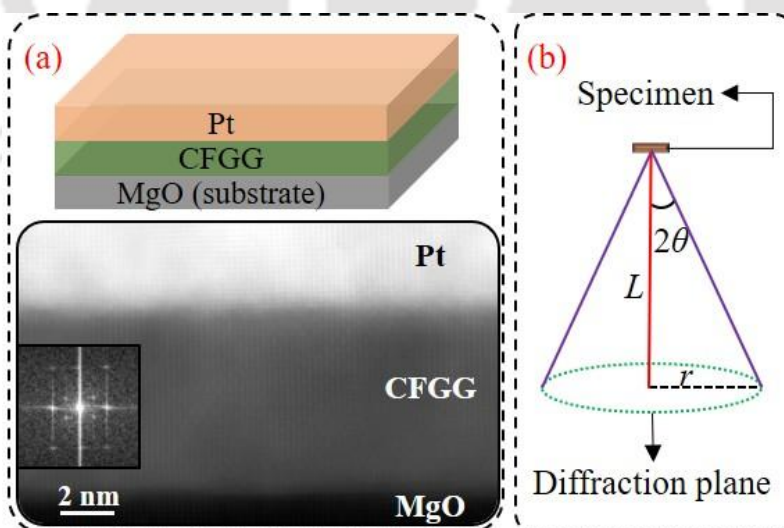 (a)
Pt
CFGG
MgO (substrate)
Pt
CFGG
2 nm
MgO
(b)
Specimen
2θ
L
r
Diffraction plane